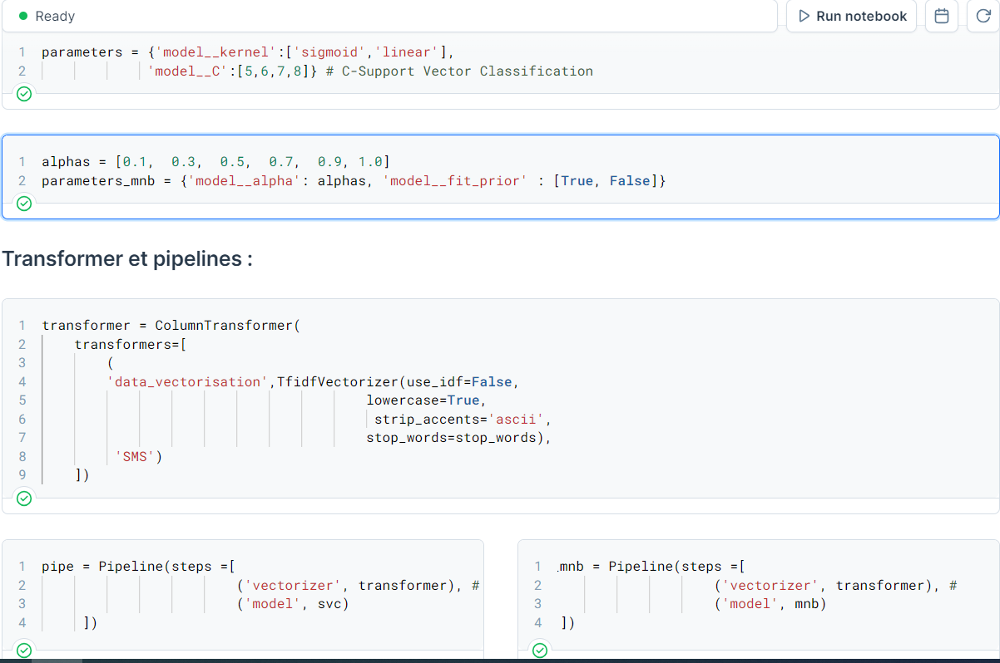 Ready
Run notebook
1 parameters = {'model__kernel':['sigmoid','linear'],
2 'model__C':[5,6,7,8]} # C-Support Vector Classification
1 alphas = [0.1, 0.3, 0.5, 0.7, 0.9, 1.0]
2 parameters_mnb = {'model__alpha': alphas, 'model__fit_prior' : [True, False]}
Transformer et pipelines :
1 transformer = ColumnTransformer(
2 transformers=[
3 (
4 'data_vectorisation',TfidfVectorizer(use_idf=False,
5 lowercase=True,
6 strip_accents='ascii',
7 stop_words=stop_words),
8 'SMS')
9 ])
1 pipe = Pipeline(steps =[
2 ('vectorizer', transformer), #
3 ('model', svc)
4 ])
1 _mnb = Pipeline(steps =[
2 ('vectorizer', transformer), #
3 ('model', mnb)
4 ])